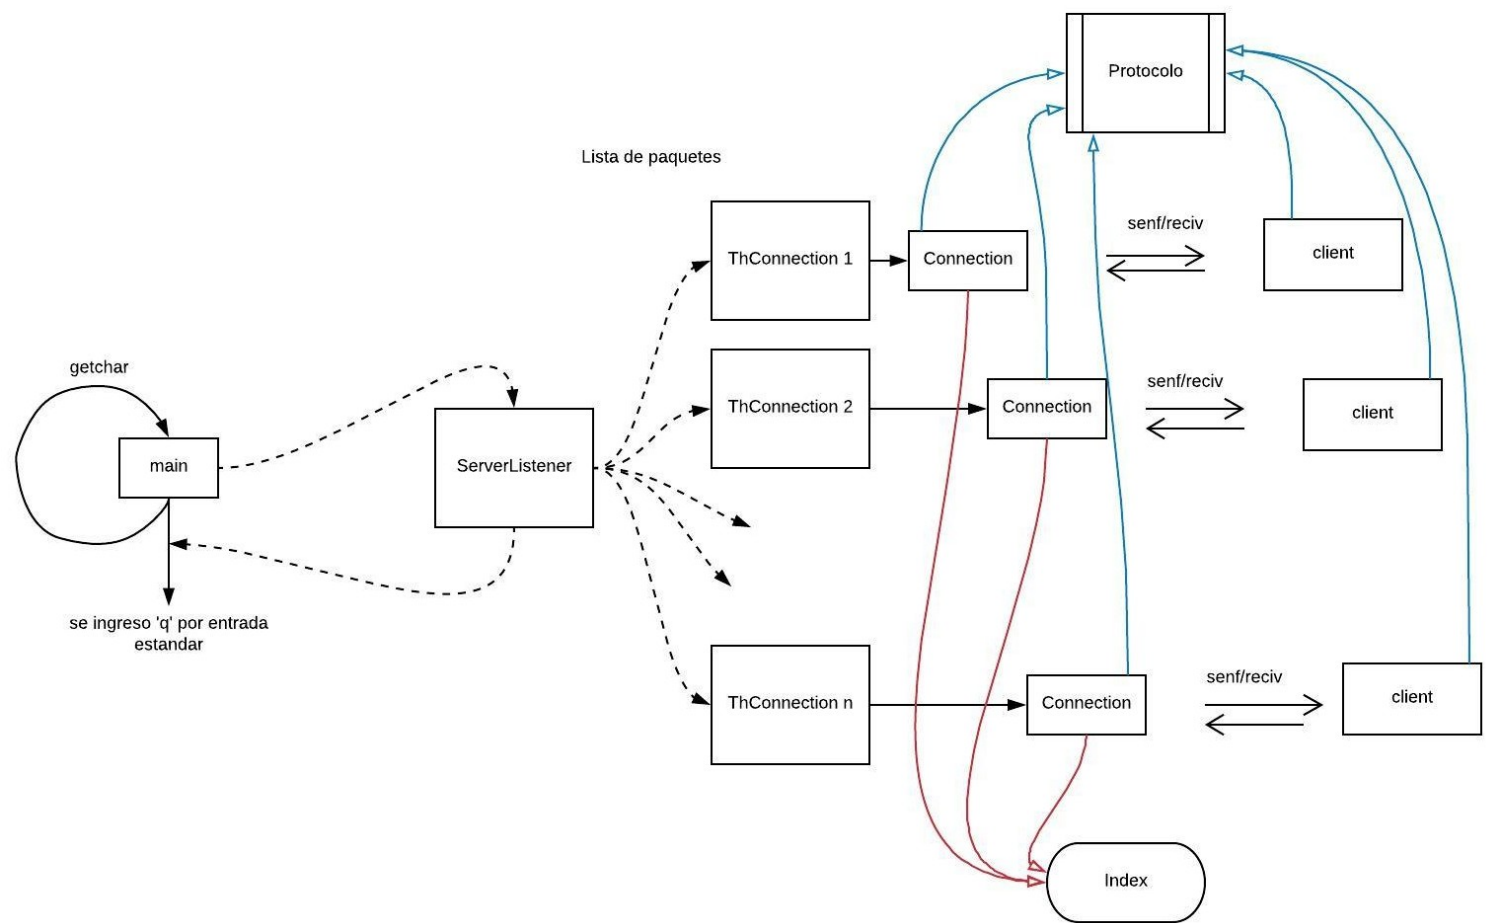 Protocolo
Lista de paquetes
senf/reciv
ThConnection 1
Connection
client
getchar
senf/reciv
ThConnection 2
Connection
client
main
ServerListener
se ingreso 'q' por entrada
estandar
senf/reciv
ThConnection n
Connection
client
Index